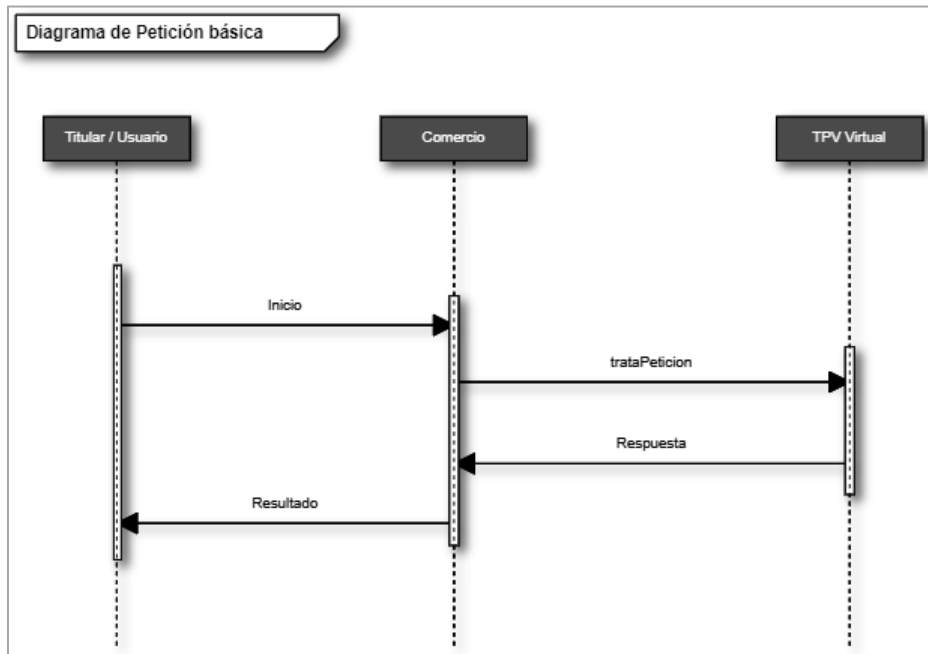 Diagrama de Petición básica
Titular / Usuario
Comercio
TPV Virtual
Inicio
trataPeticion
Respuesta
Resultado